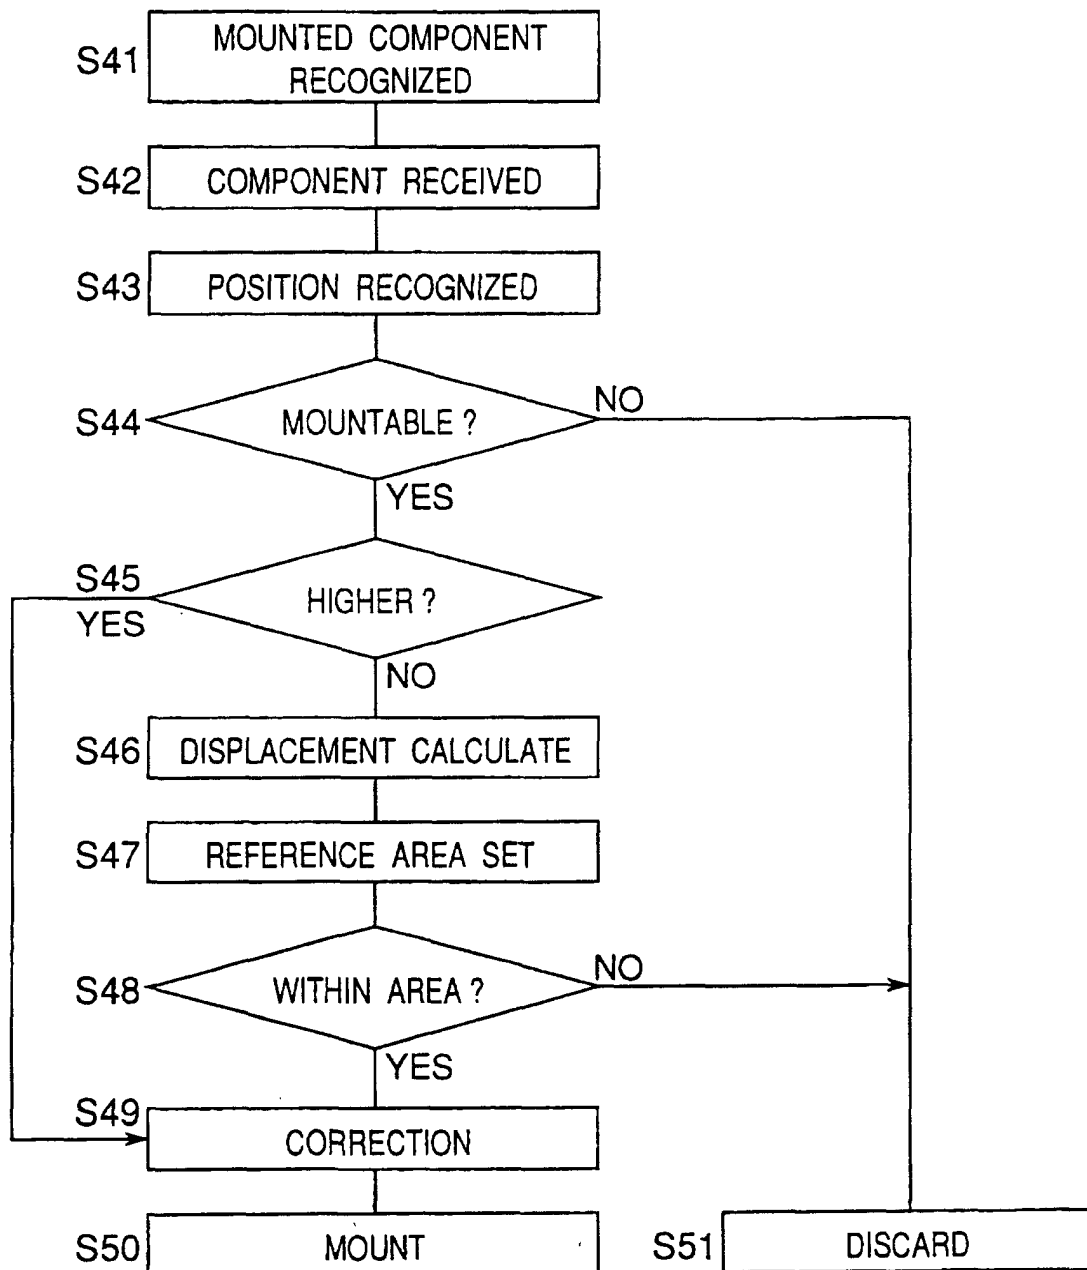 S41
MOUNTED COMPONENT
RECOGNIZED
S42
COMPONENT RECEIVED
S43
POSITION RECOGNIZED
S44
MOUNTABLE ?
NO
YES
S45
YES
HIGHER ?
NO
S46
DISPLACEMENT CALCULATE
S47
REFERENCE AREA SET
S48
WITHIN AREA ?
NO
YES
S49
CORRECTION
S50
MOUNT
S51
DISCARD